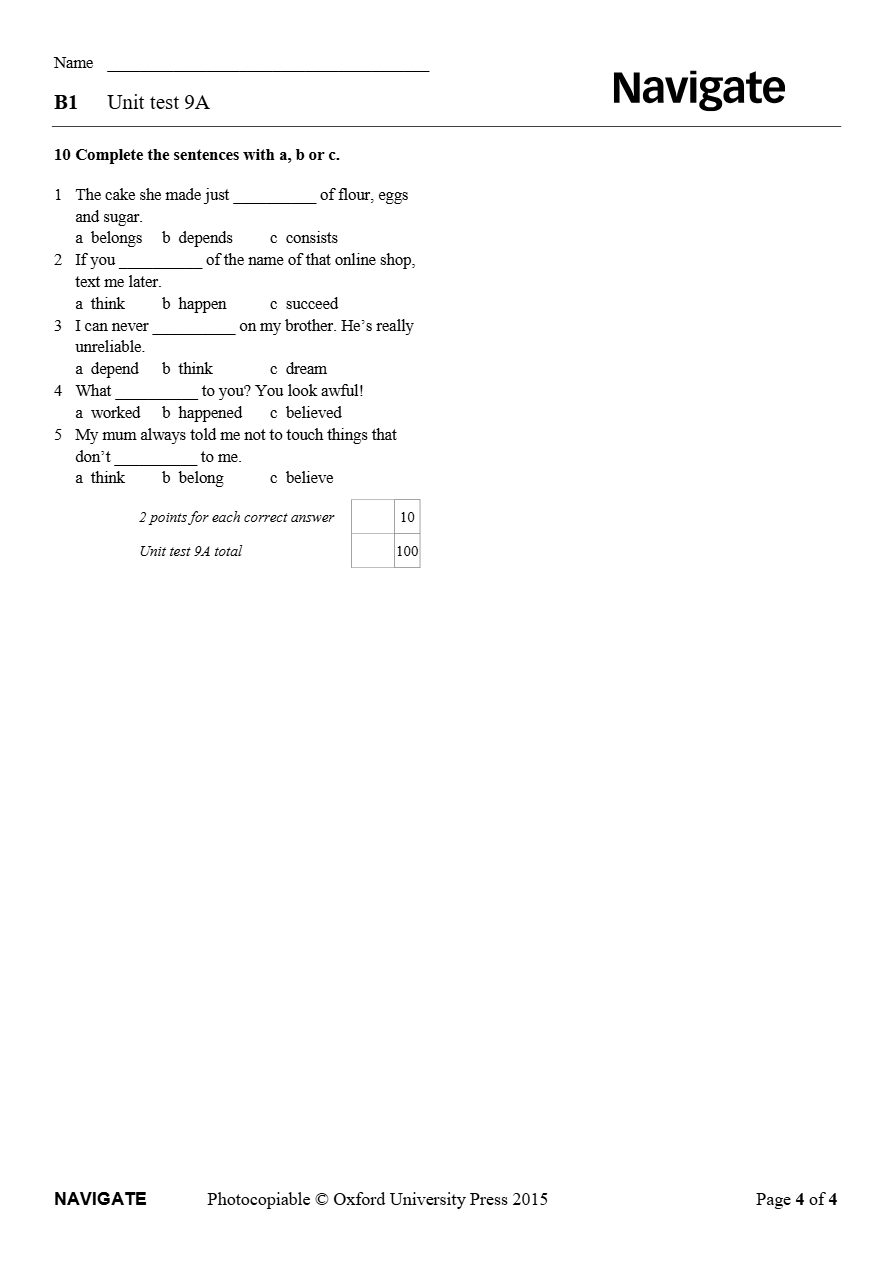 Name ___________________________________
Navigate
B1 Unit test 9A
10 Complete the sentences with a, b or c.
1 The cake she made just __________ of flour, eggs
and sugar.
a belongs b depends c consists
2 If you __________ of the name of that online shop,
text me later.
a think b happen c succeed
3 I can never __________ on my brother. He’s really
unreliable.
a depend b think c dream
4 What __________ to you? You look awful!
a worked b happened c believed
5 My mum always told me not to touch things that
don’t __________ to me.
a think b belong c believe
2 points for each correct answer 10
Unit test 9A total 100
NAVIGATE Photocopiable © Oxford University Press 2015 Page 4 of 4